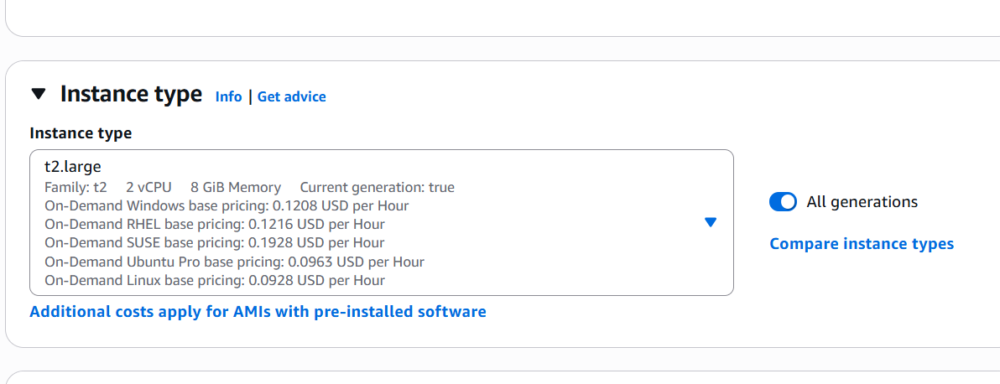 Instance type Info | Get advice
Instance type
t2.large
Family: t2 2 vCPU 8 GiB Memory Current generation: true
On-Demand Windows base pricing: 0.1208 USD per Hour
On-Demand RHEL base pricing: 0.1216 USD per Hour
On-Demand SUSE base pricing: 0.1928 USD per Hour
On-Demand Ubuntu Pro base pricing: 0.0963 USD per Hour
On-Demand Linux base pricing: 0.0928 USD per Hour
All generations
Compare instance types
Additional costs apply for AMIs with pre-installed software